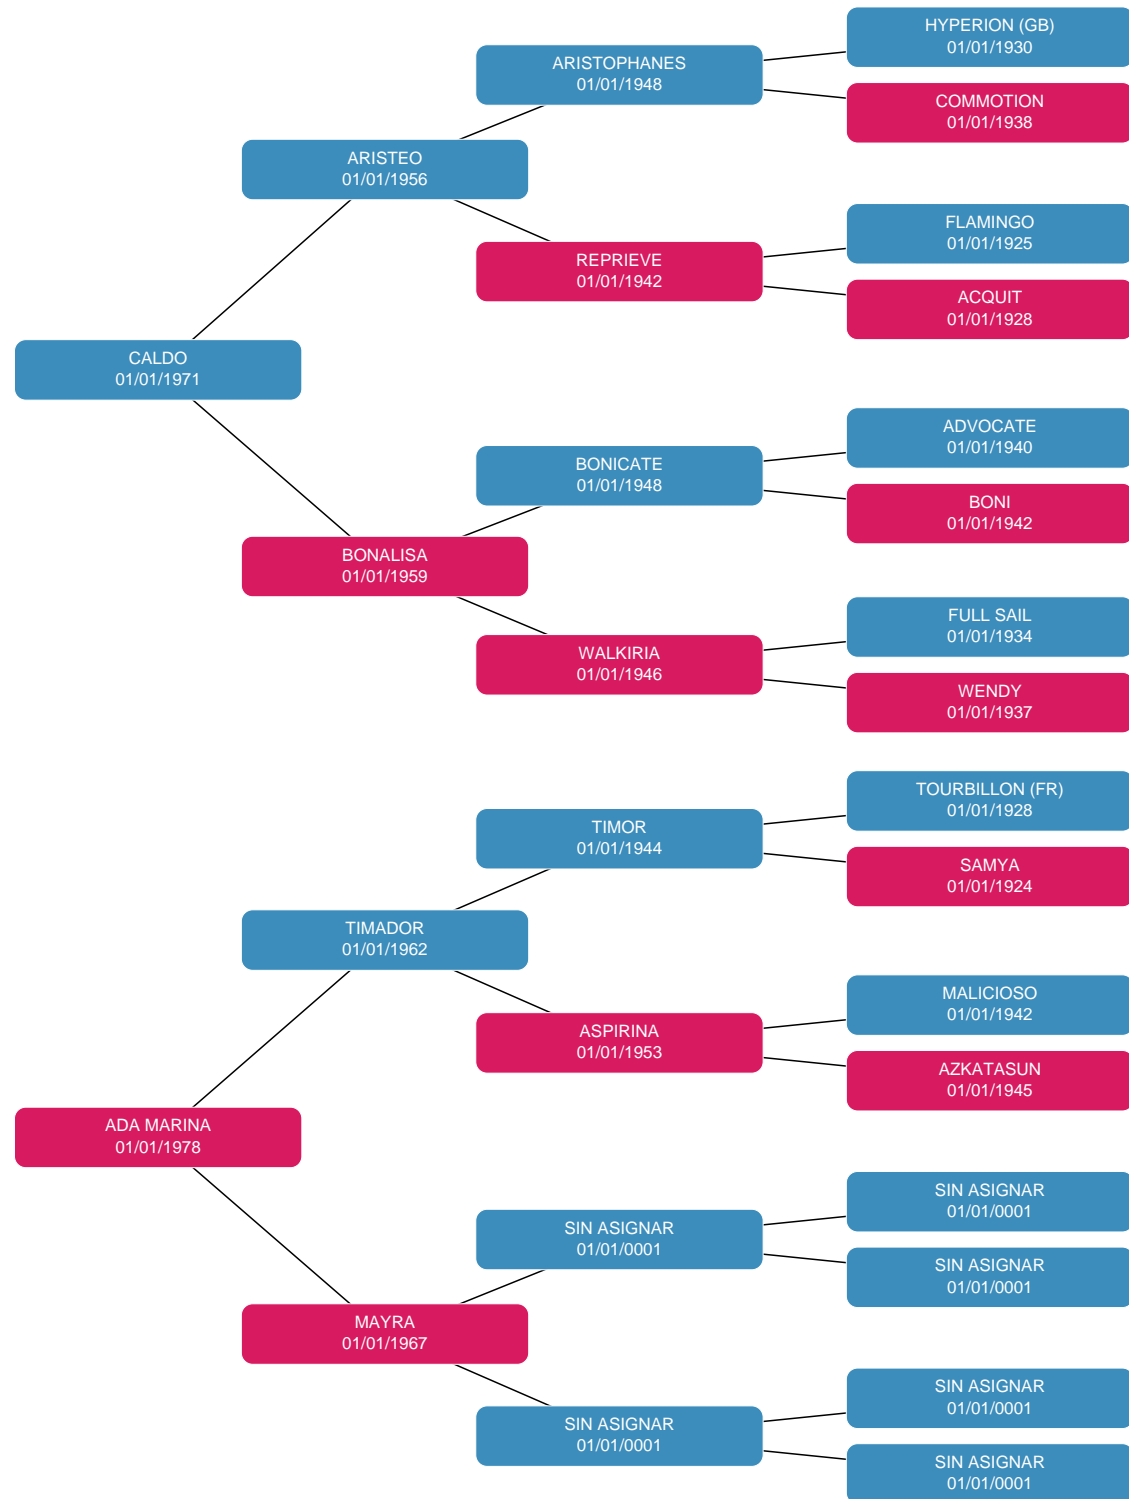 HYPERION (GB)
01/01/1930
ARISTOPHANES
01/01/1948
COMMOTION
01/01/1938
ARISTEO
01/01/1956
FLAMINGO
01/01/1925
REPRIEVE
01/01/1942
ACQUIT
01/01/1928
CALDO
01/01/1971
ADVOCATE
01/01/1940
BONICATE
01/01/1948
BONI
01/01/1942
BONALISA
01/01/1959
FULL SAIL
01/01/1934
WALKIRIA
01/01/1946
WENDY
01/01/1937
TOURBILLON (FR)
01/01/1928
TIMOR
01/01/1944
SAMYA
01/01/1924
TIMADOR
01/01/1962
MALICIOSO
01/01/1942
ASPIRINA
01/01/1953
AZKATASUN
01/01/1945
ADA MARINA
01/01/1978
SIN ASIGNAR
01/01/0001
SIN ASIGNAR
01/01/0001
SIN ASIGNAR
01/01/0001
MAYRA
01/01/1967
SIN ASIGNAR
01/01/0001
SIN ASIGNAR
01/01/0001
SIN ASIGNAR
01/01/0001